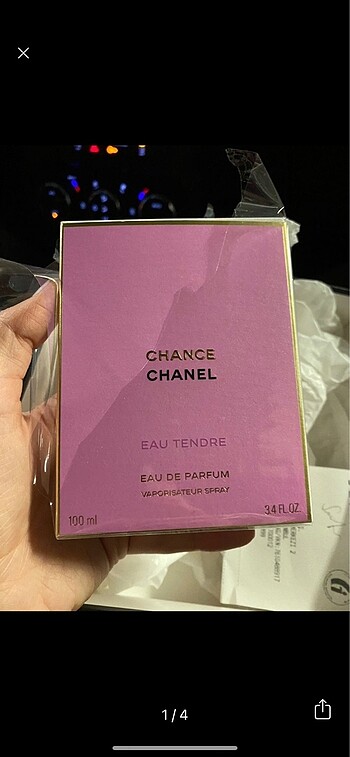 CHANCE
CHANEL
EAU TENDRE
EAU DE PARFUM
VAPORISATEUR SPRAY
100 ml
3.4 FL.OZ.
1/4